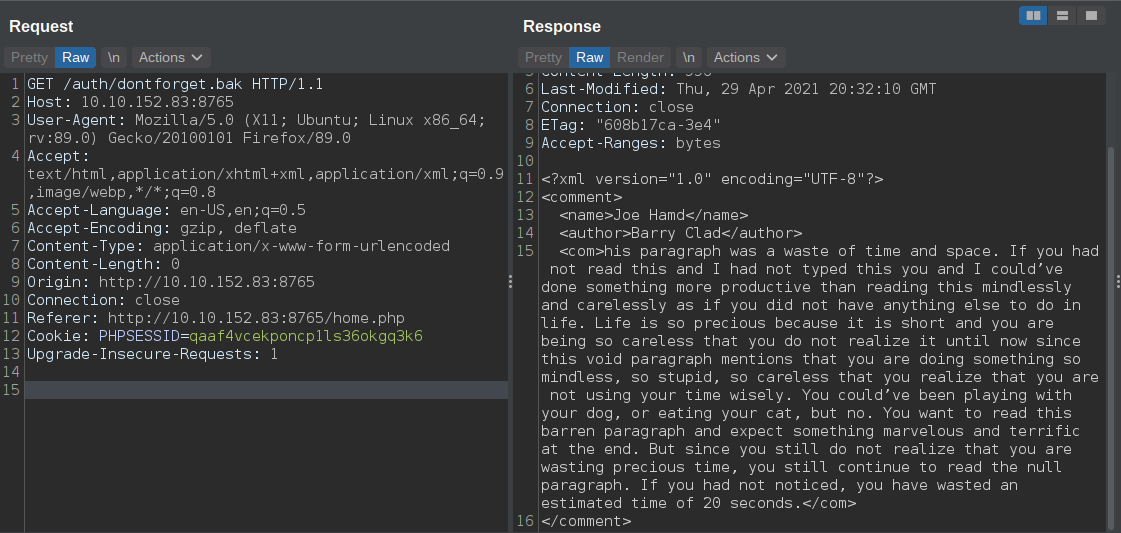 Request
Pretty Raw \n Actions
1 GET /auth/dontforget.bak HTTP/1.1
2 Host: 10.10.152.83:8765
3 User-Agent: Mozilla/5.0 (X11; Ubuntu; Linux x86_64;
rv:89.0) Gecko/20100101 Firefox/89.0
4 Accept:
text/html,application/xhtml+xml,application/xml;q=0.9
,image/webp,*/*;q=0.8
5 Accept-Language: en-US,en;q=0.5
6 Accept-Encoding: gzip, deflate
7 Content-Type: application/x-www-form-urlencoded
8 Content-Length: 0
9 Origin: http://10.10.152.83:8765
10 Connection: close
11 Referer: http://10.10.152.83:8765/home.php
12 Cookie: PHPSESSID=qaaf4vcekponcp1ls36okgq3k6
13 Upgrade-Insecure-Requests: 1
14
15
Response
Pretty Raw Render \n Actions
6 Last-Modified: Thu, 29 Apr 2021 20:32:10 GMT
7 Connection: close
8 ETag: "608b17ca-3e4"
9 Accept-Ranges: bytes
10
11 <?xml version="1.0" encoding="UTF-8"?>
12 <comment>
13 <name>Joe Hamd</name>
14 <author>Barry Clad</author>
15 <com>his paragraph was a waste of time and space. If you had
not read this and I had not typed this you and I could’ve
done something more productive than reading this mindlessly
and carelessly as if you did not have anything else to do in
life. Life is so precious because it is short and you are
being so careless that you do not realize it until now since
this void paragraph mentions that you are doing something so
mindless, so stupid, so careless that you realize that you are
not using your time wisely. You could’ve been playing with
your dog, or eating your cat, but no. You want to read this
barren paragraph and expect something marvelous and terrific
at the end. But since you still do not realize that you are
wasting precious time, you still continue to read the null
paragraph. If you had not noticed, you have wasted an
estimated time of 20 seconds.</com>
16 </comment>